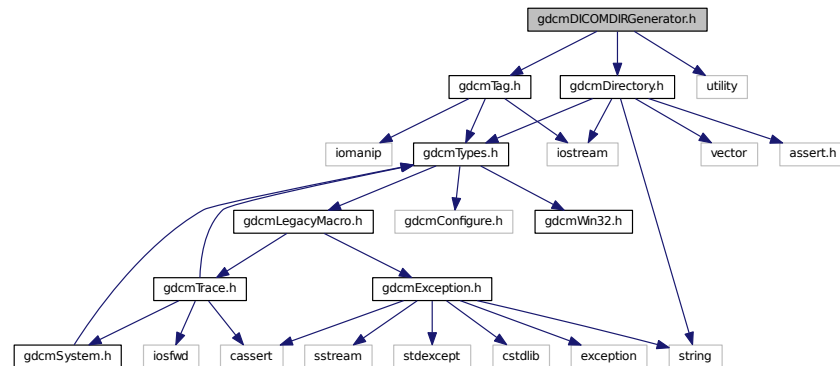 gdcmDICOMDIRGenerator.h
gdcmTag.h
gdcmDirectory.h
utility
iomanip
gdcmTypes.h
iostream
vector
assert.h
gdcmLegacyMacro.h
gdcmConfigure.h
gdcmWin32.h
gdcmTrace.h
gdcmException.h
gdcmSystem.h
iosfwd
cassert
sstream
stdexcept
cstdlib
exception
string